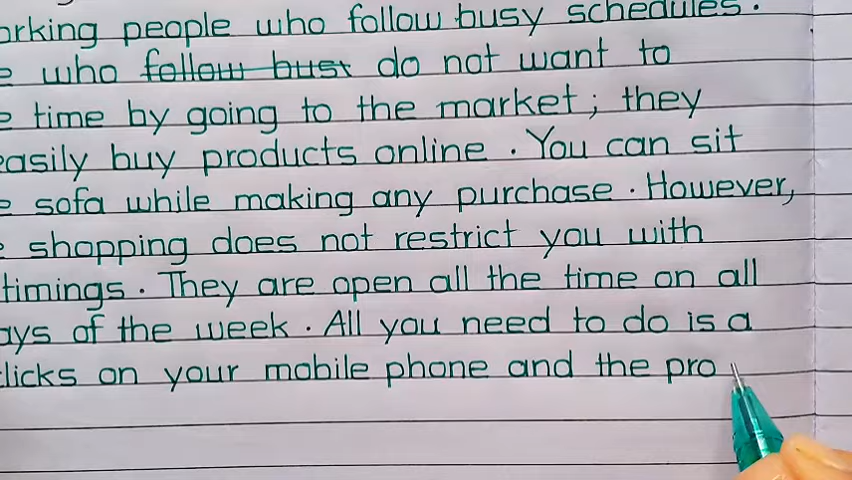 orking people who follow busy schedules.
e who follow bust do not want to
e time by going to the market; they
easily buy products online. You can sit
e sofa while making any purchase. However,
e shopping does not restrict you with
timings. They are open all the time on all
ays of the week. All you need to do is a
clicks on your mobile phone and the pro